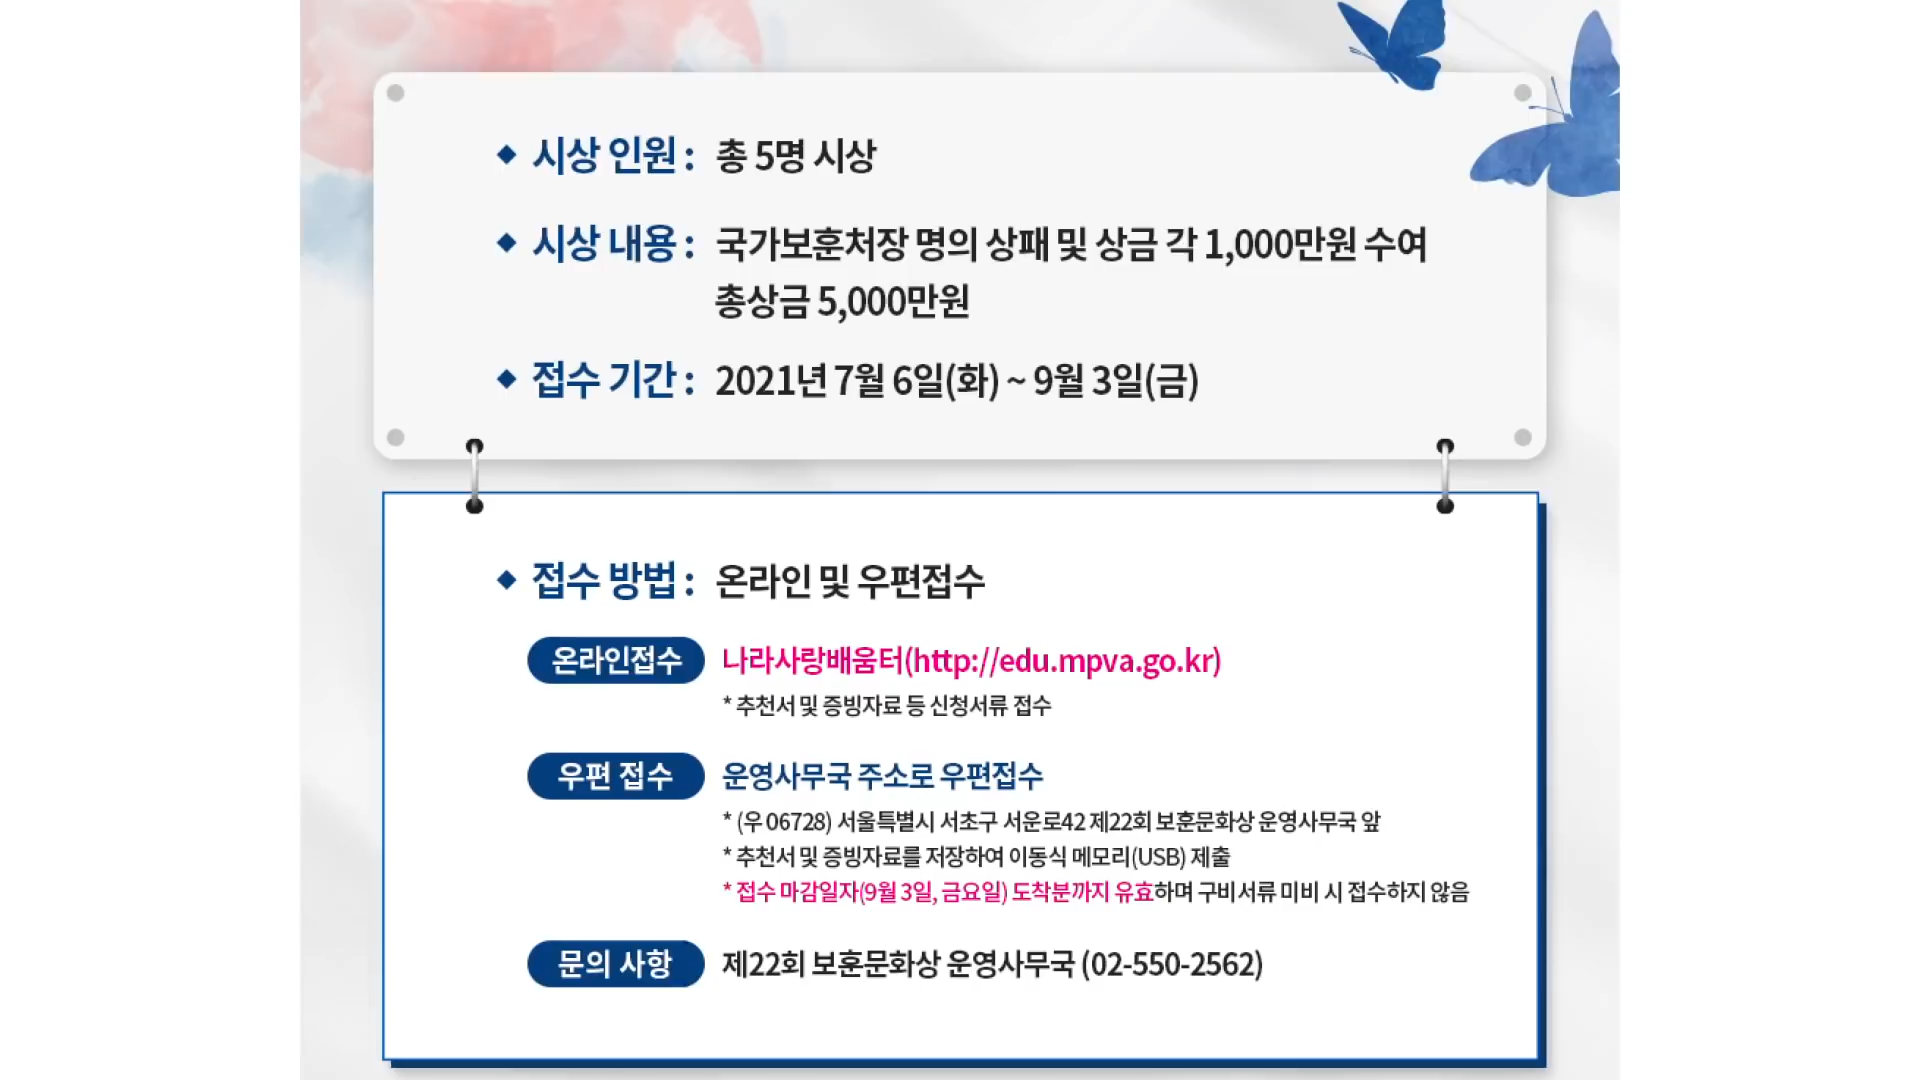 ◆ 시상 인원 : 총 5명 시상
◆ 시상 내용 : 국가보훈처장 명의 상패 및 상금 각 1,000만원 수여
총상금 5,000만원
◆ 접수 기간 : 2021년 7월 6일(화) ~ 9월 3일(금)
◆ 접수 방법 : 온라인 및 우편접수
온라인접수 나라사랑배움터(http://edu.mpva.go.kr)
* 추천서 및 증빙자료 등 신청서류 접수
우편 접수 운영사무국 주소로 우편접수
* (우 06728) 서울특별시 서초구 서운로42 제22회 보훈문화상 운영사무국 앞
* 추천서 및 증빙자료를 저장하여 이동식 메모리(USB) 제출
* 접수 마감일자(9월 3일, 금요일) 도착분까지 유효하며 구비서류 미비 시 접수하지 않음
문의 사항 제22회 보훈문화상 운영사무국 (02-550-2562)